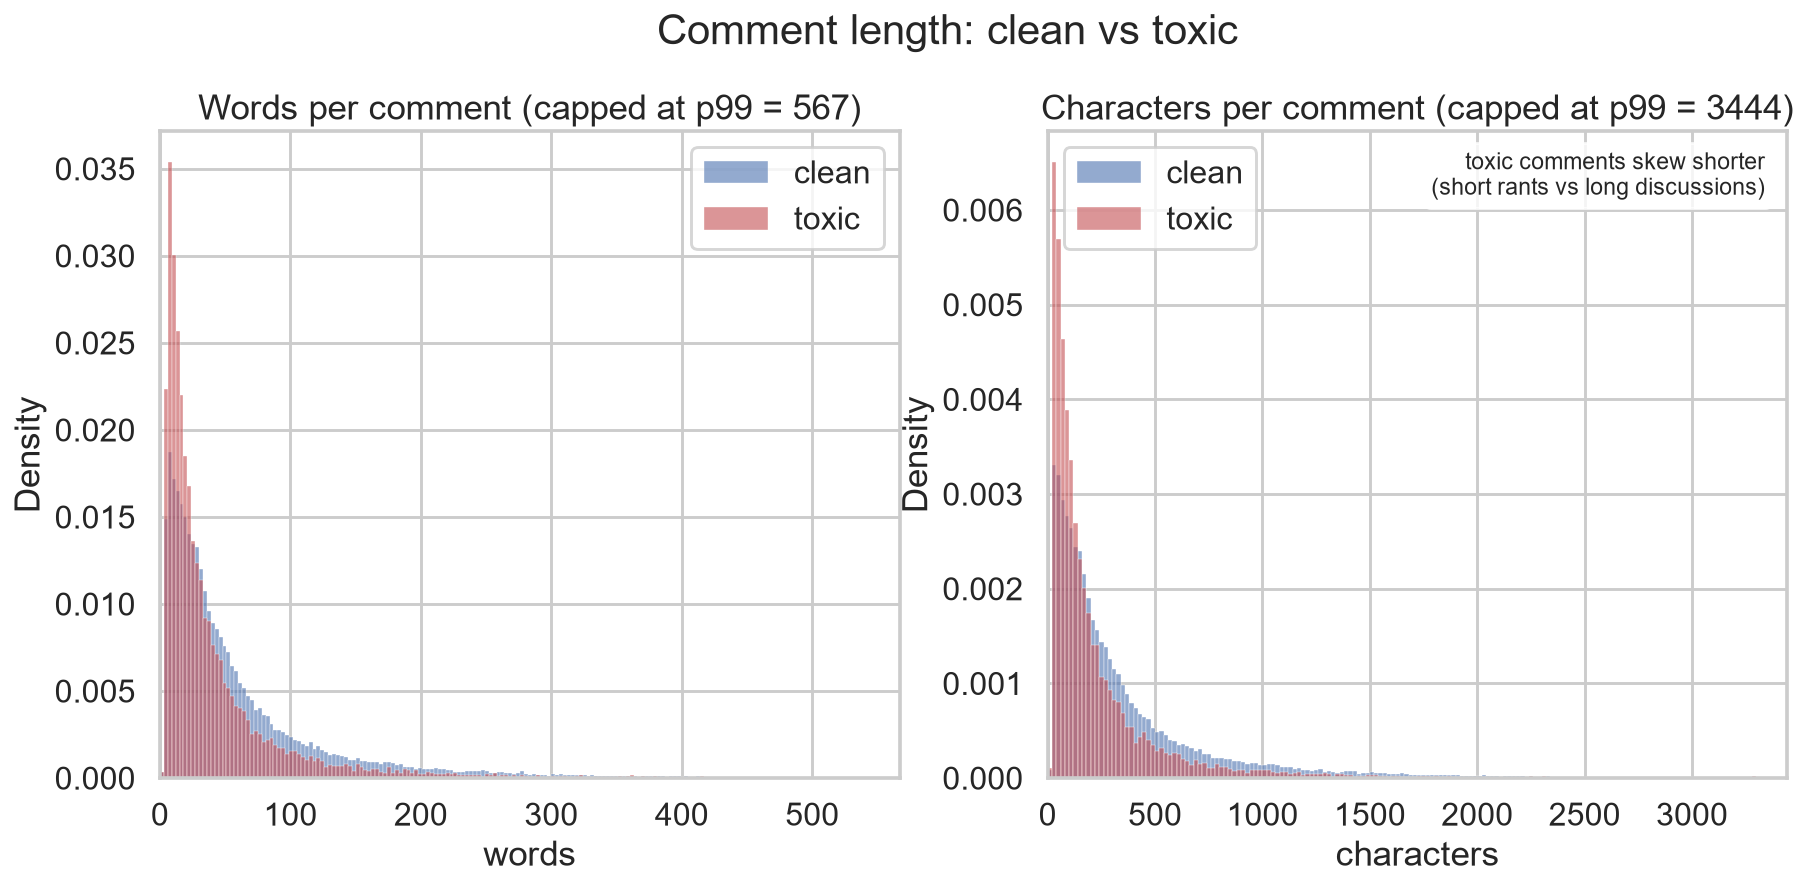 Comment length: clean vs toxic
Words per comment (capped at p99 = 567)
clean
toxic
0.035
0.030
0.025
0.020
0.015
0.010
0.005
0.000
Density
0
100
200
300
400
500
words
Characters per comment (capped at p99 = 3444)
clean
toxic
toxic comments skew shorter
(short rants vs long discussions)
0.006
0.005
0.004
0.003
0.002
0.001
0.000
Density
0
500
1000
1500
2000
2500
3000
characters